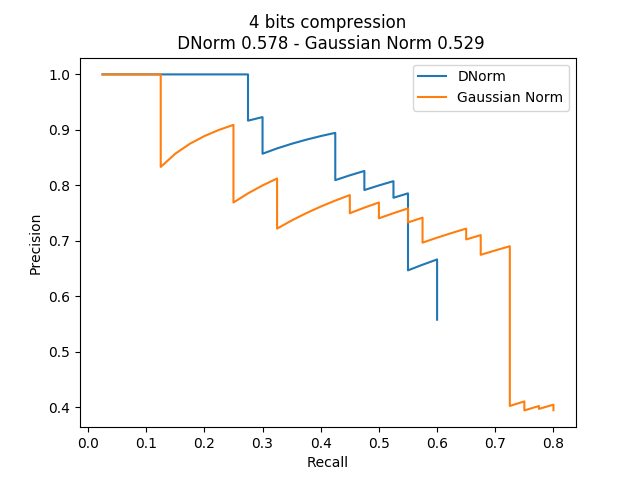 4 bits compression
DNorm 0.578 - Gaussian Norm 0.529
DNorm
Gaussian Norm
1.0
0.9
0.8
0.7
0.6
0.5
0.4
Precision
0.0 0.1 0.2 0.3 0.4 0.5 0.6 0.7 0.8
Recall